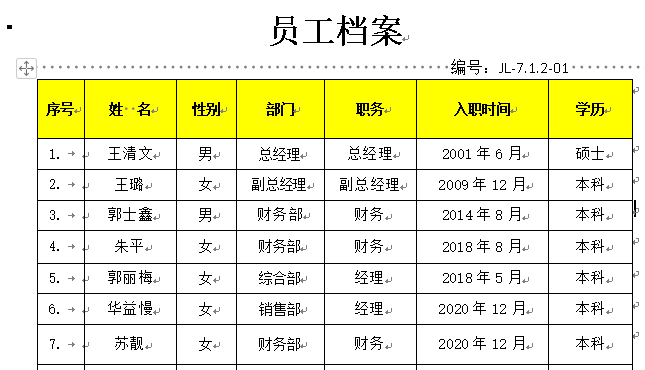 员工档案
编号：JL-7.1.2-01
序号 姓 名 性别 部门 职务 入职时间 学历
1. 王清文 男 总经理 总经理 2001 年 6 月 硕士
2. 王璐 女 副总经理 副总经理 2009 年 12 月 本科
3. 郭士鑫 男 财务部 财务 2014 年 8 月 本科
4. 朱平 女 财务部 财务 2018 年 8 月 本科
5. 郭丽梅 女 综合部 经理 2018 年 5 月 本科
6. 华益慢 女 销售部 经理 2020 年 12 月 本科
7. 苏靓 女 财务部 财务 2020 年 12 月 本科